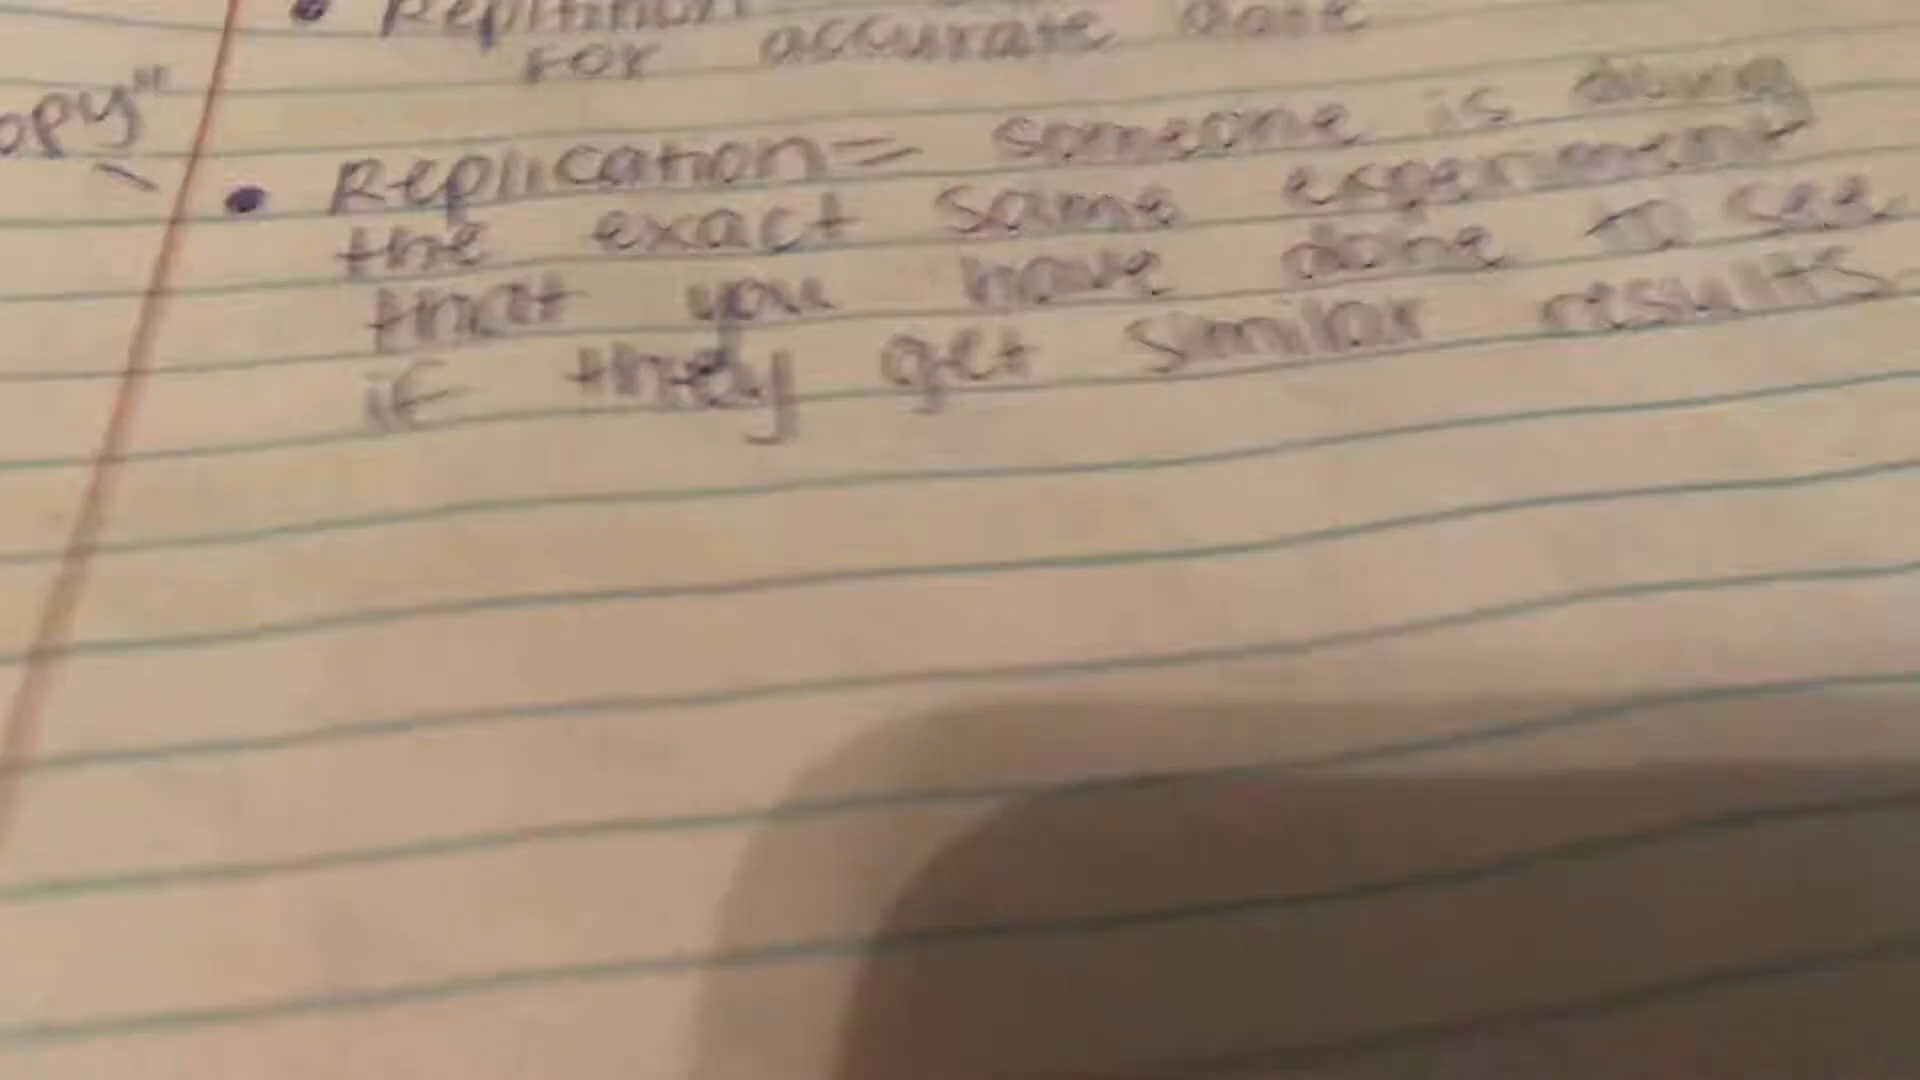 • Repitition
for accurate data
opy"
• Replication= someone is doing
the exact same experiment
that you have done to see
if they get similar results.